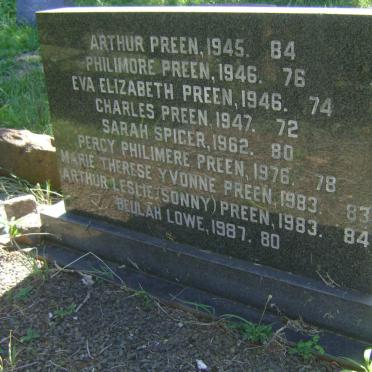 ARTHUR PREEN, 1945. 84
PHILIMORE PREEN, 1946. 76
EVA ELIZABETH PREEN, 1946. 74
CHARLES PREEN, 1947. 72
SARAH SPICER, 1962. 80
PERCY PHILIMERE PREEN, 1976. 78
MARIE THERESE YVONNE PREEN, 1983. 83
ARTHUR LESLIE (SONNY) PREEN, 1983. 84
BEULAH LOWE, 1987. 80